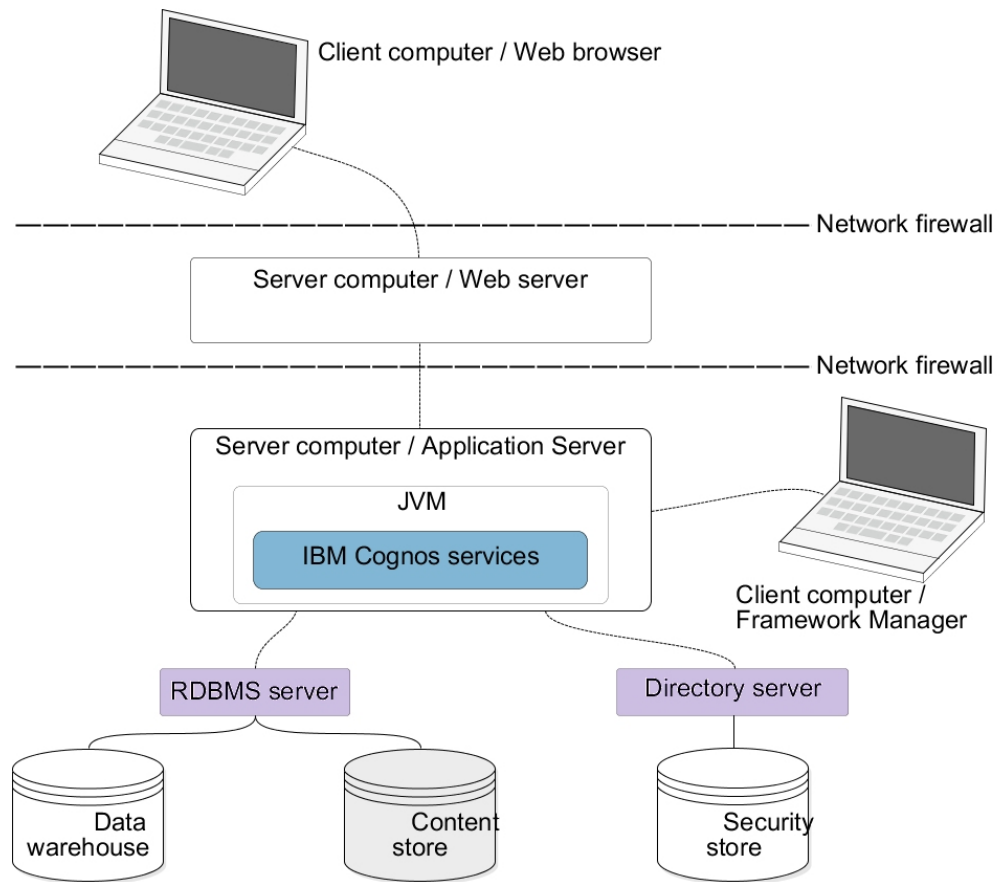 Client computer / Web browser
Network firewall
Server computer / Web server
Network firewall
Server computer / Application Server
JVM
IBM Cognos services
Client computer /
Framework Manager
RDBMS server
Directory server
Data
warehouse
Content
store
Security
store